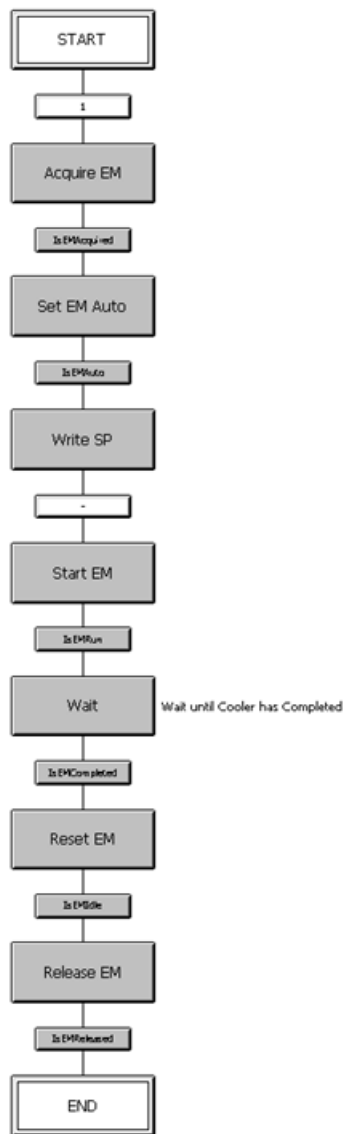 START
1
Acquire EM
IsEMAcquired
Set EM Auto
IsEMAuto
Write SP
-
Start EM
IsEMRun
Wait
Wait until Cooler has Completed
IsEMCompleted
Reset EM
IsEMIdle
Release EM
IsEMReleased
END